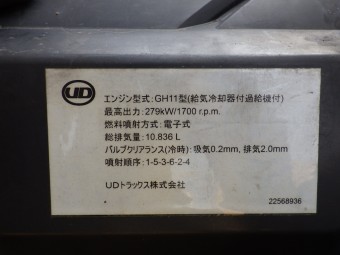 UD
エンジン型式:GH11型(給気冷却器付過給機付)
最高出力:279kW/1700 r.p.m.
燃料噴射方式:電子式
総排気量:10.836 L
バルブクリアランス(冷時):吸気0.2mm, 排気2.0mm
噴射順序:1-5-3-6-2-4
UDトラックス株式会社
22568936